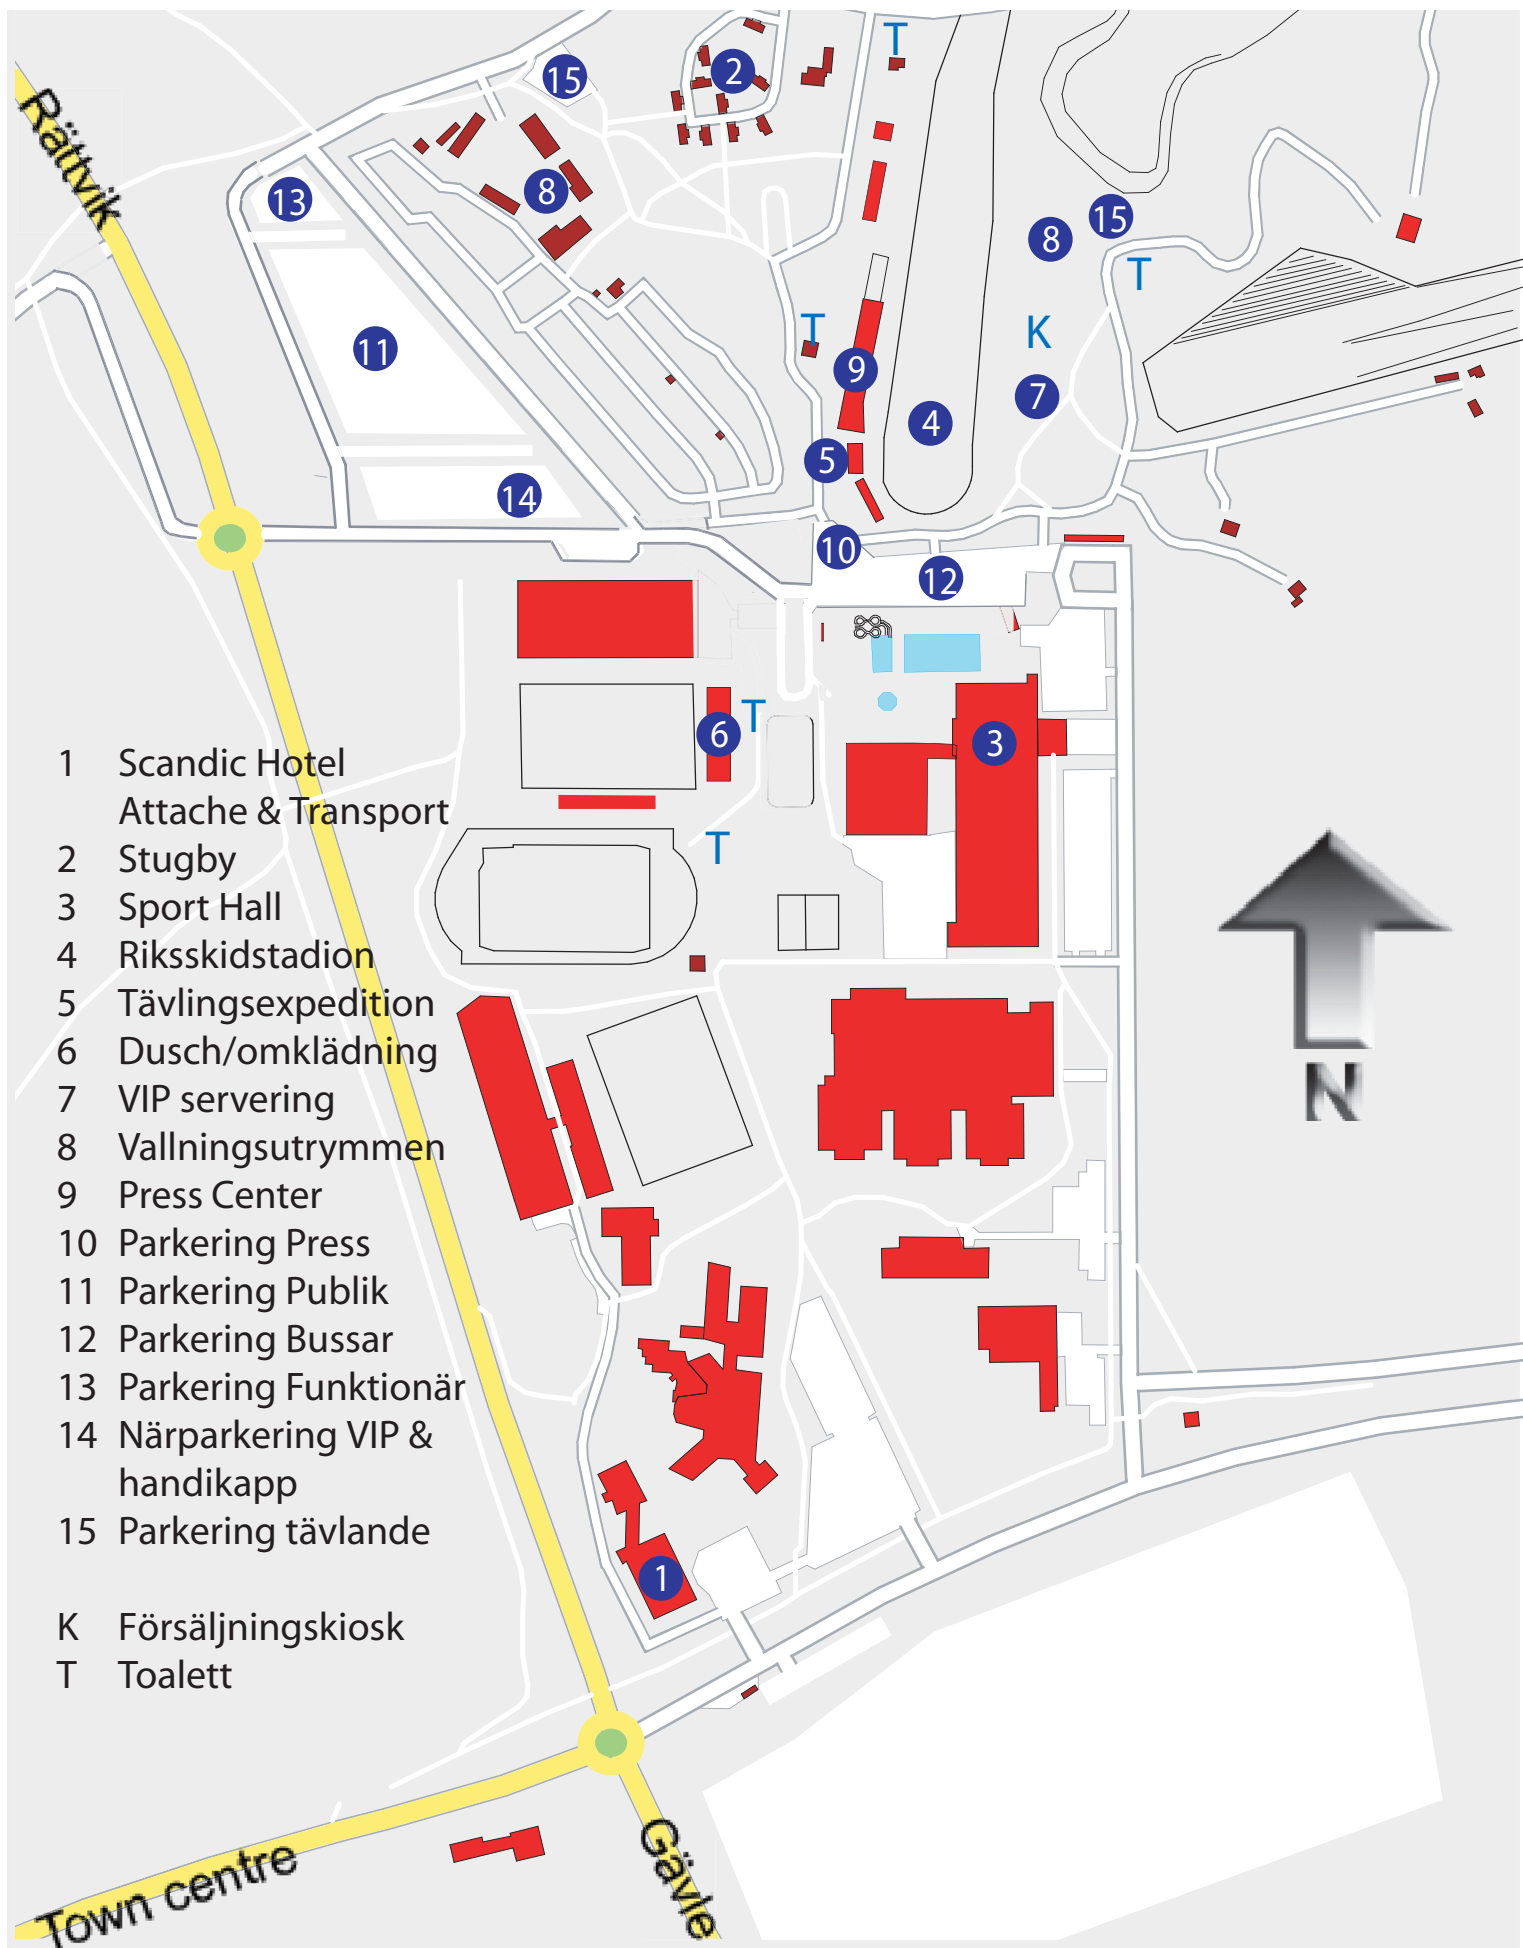 T
15
2
Rättvik
13
8
15
8
T
T
K
11
9
7
4
5
14
10
12
6
T
3
T
1 Scandic Hotel
Attache & Transport
2 Stugby
3 Sport Hall
4 Riksskidstadion
5 Tävlingsexpedition
6 Dusch/omklädning
7 VIP servering
8 Vallningsutrymmen
9 Press Center
10 Parkering Press
11 Parkering Publik
12 Parkering Bussar
13 Parkering Funktionär
14 Närparkering VIP &
handikapp
15 Parkering tävlande
K Försäljningskiosk
T Toalett
N
1
Town centre
Gävle